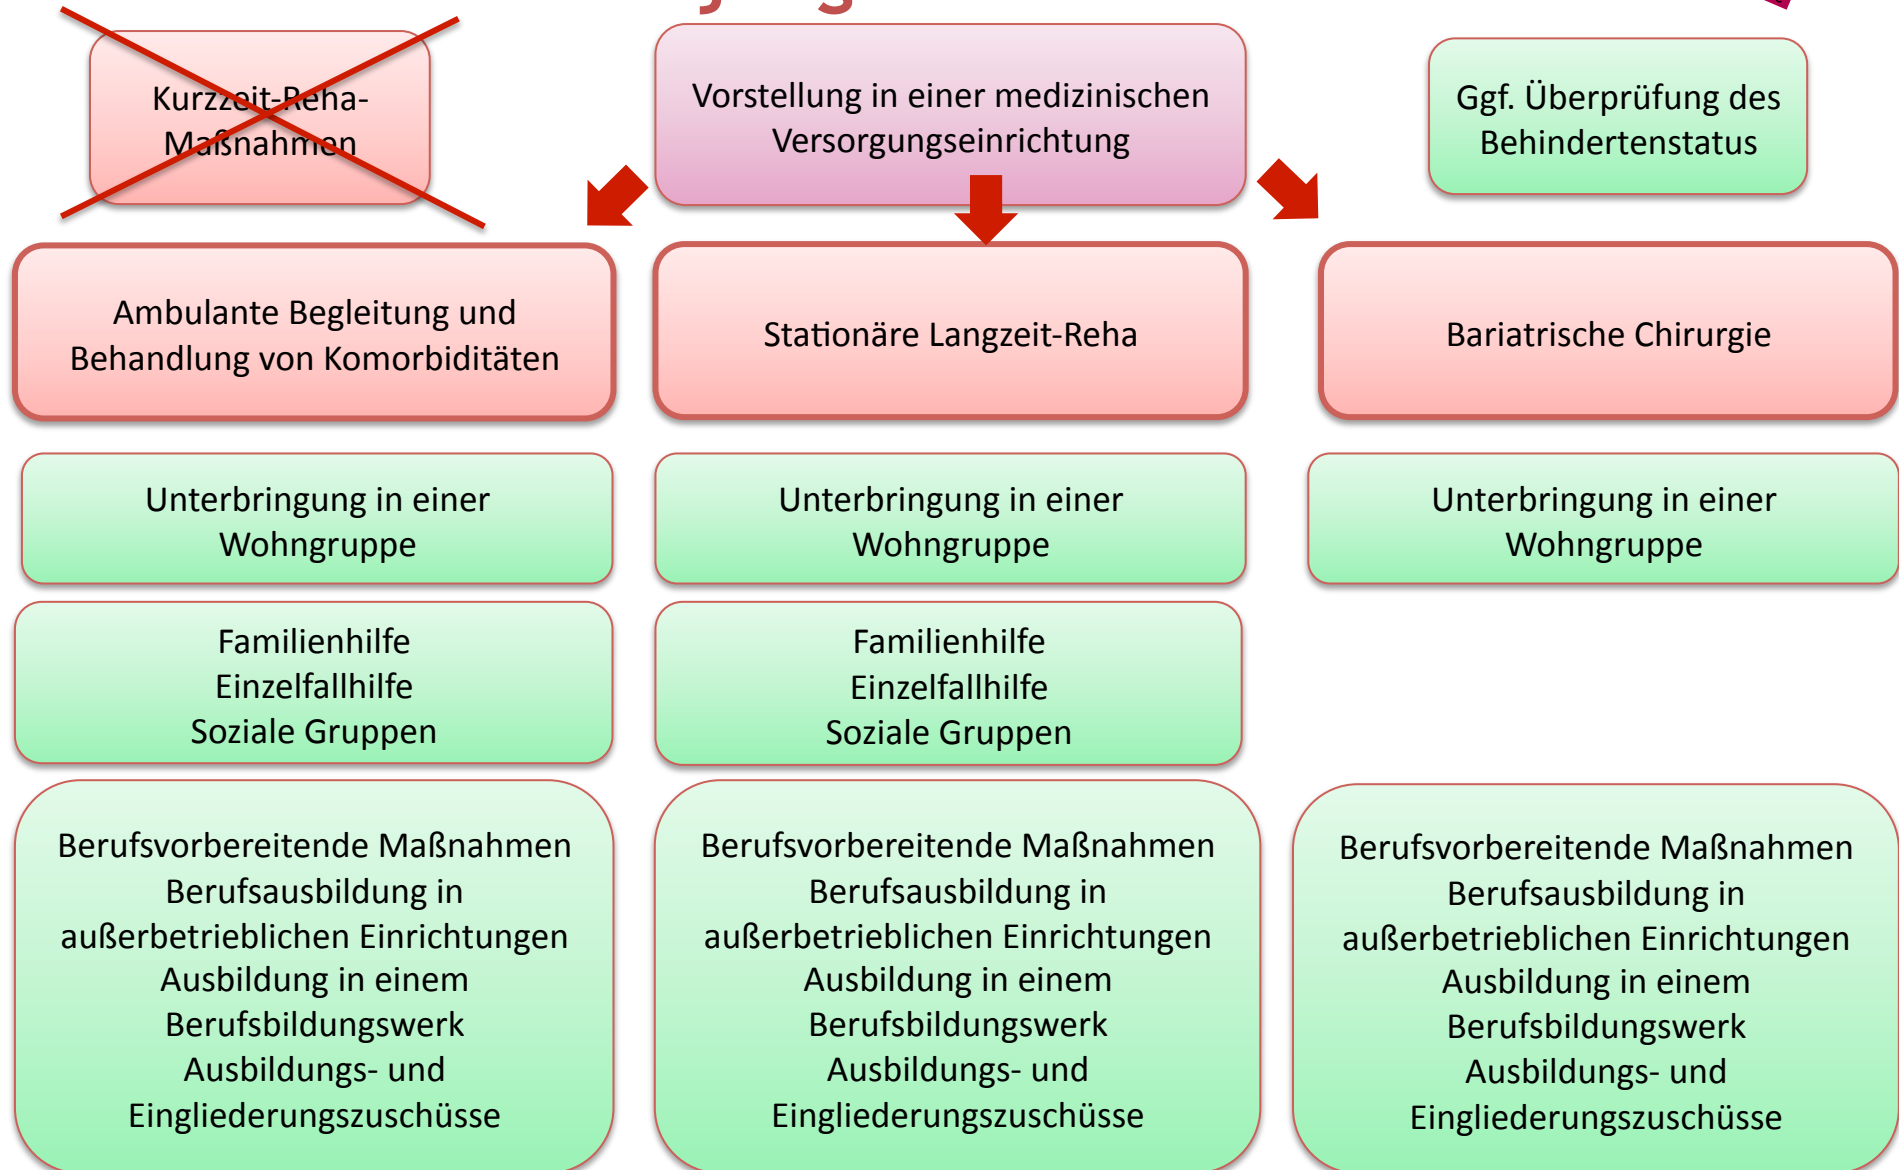 Kurzzeit-Reha-
Maßnahmen
Vorstellung in einer medizinischen
Versorgungseinrichtung
Ggf. Überprüfung des
Behindertenstatus
Ambulante Begleitung und
Behandlung von Komorbiditäten
Stationäre Langzeit-Reha
Bariatrische Chirurgie
Unterbringung in einer
Wohngruppe
Unterbringung in einer
Wohngruppe
Unterbringung in einer
Wohngruppe
Familienhilfe
Einzelfallhilfe
Soziale Gruppen
Familienhilfe
Einzelfallhilfe
Soziale Gruppen
Berufsvorbereitende Maßnahmen
Berufsausbildung in
außerbetrieblichen Einrichtungen
Ausbildung in einem
Berufsbildungswerk
Ausbildungs- und
Eingliederungszuschüsse
Berufsvorbereitende Maßnahmen
Berufsausbildung in
außerbetrieblichen Einrichtungen
Ausbildung in einem
Berufsbildungswerk
Ausbildungs- und
Eingliederungszuschüsse
Berufsvorbereitende Maßnahmen
Berufsausbildung in
außerbetrieblichen Einrichtungen
Ausbildung in einem
Berufsbildungswerk
Ausbildungs- und
Eingliederungszuschüsse